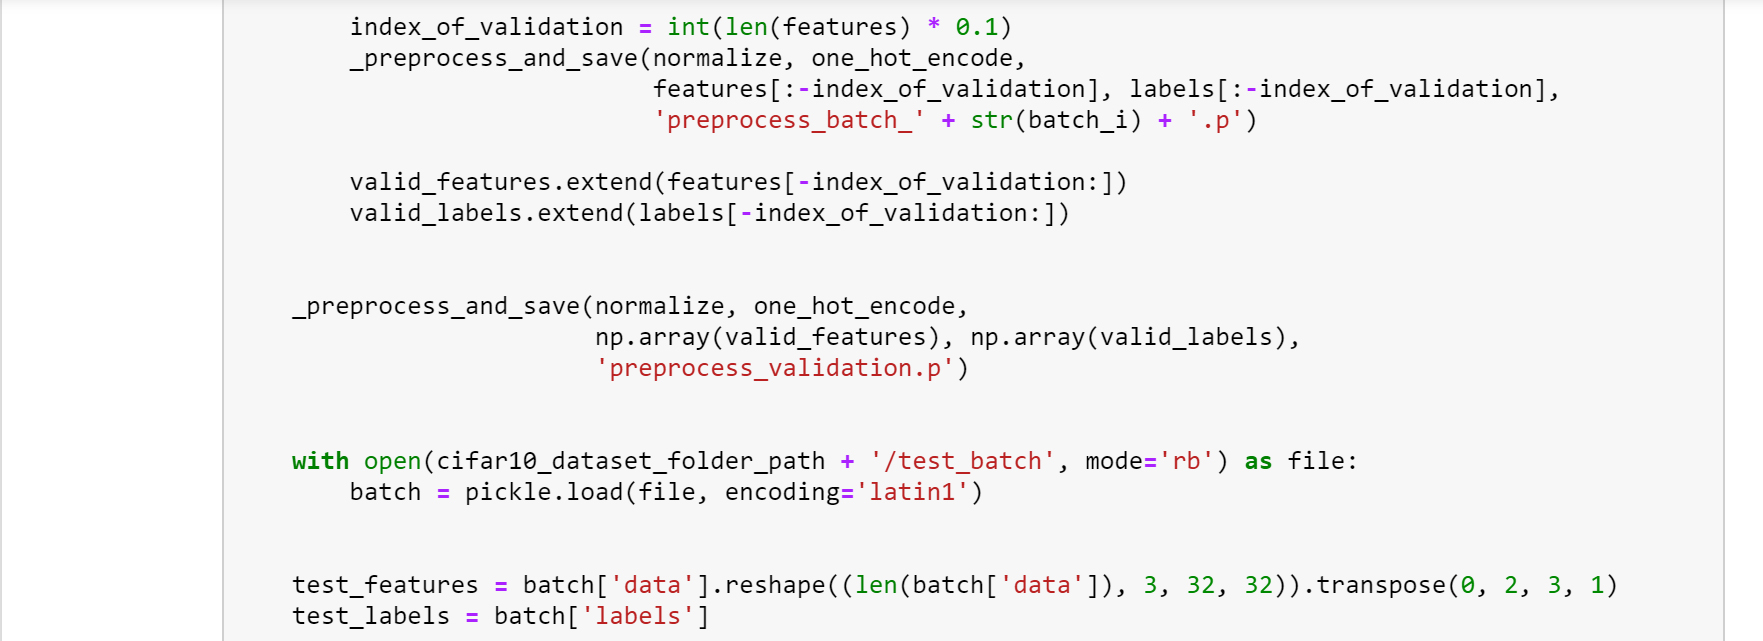 index_of_validation = int(len(features) * 0.1)
_preprocess_and_save(normalize, one_hot_encode,
features[:-index_of_validation], labels[:-index_of_validation],
'preprocess_batch_' + str(batch_i) + '.p')
valid_features.extend(features[-index_of_validation:])
valid_labels.extend(labels[-index_of_validation:])
_preprocess_and_save(normalize, one_hot_encode,
np.array(valid_features), np.array(valid_labels),
'preprocess_validation.p')
with open(cifar10_dataset_folder_path + '/test_batch', mode='rb') as file:
batch = pickle.load(file, encoding='latin1')
test_features = batch['data'].reshape((len(batch['data']), 3, 32, 32)).transpose(0, 2, 3, 1)
test_labels = batch['labels']